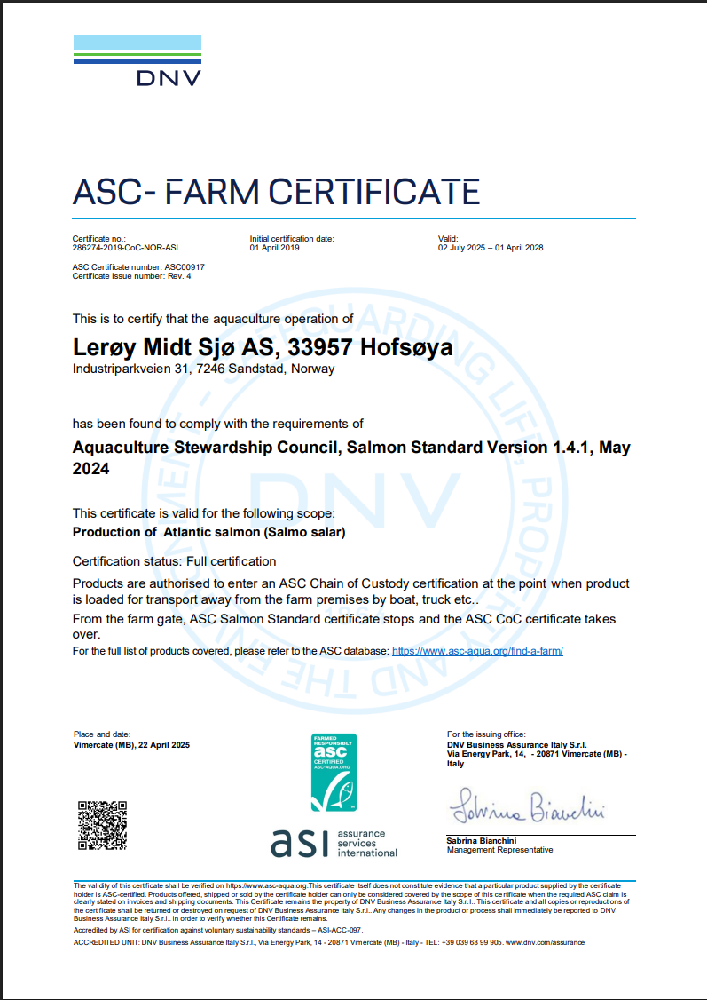 DNV
ASC- FARM CERTIFICATE
Certificate no.:
286274-2019-CoC-NOR-ASI
Initial certification date:
01 April 2019
Valid:
02 July 2025 – 01 April 2028
ASC Certificate number: ASC00917
Certificate Issue number: Rev. 4
This is to certify that the aquaculture operation of
Lerøy Midt Sjø AS, 33957 Hofsøya
Industriparkveien 31, 7246 Sandstad, Norway
has been found to comply with the requirements of
Aquaculture Stewardship Council, Salmon Standard Version 1.4.1, May
2024
This certificate is valid for the following scope:
Production of  Atlantic salmon (Salmo salar)
Certification status: Full certification
Products are authorised to enter an ASC Chain of Custody certification at the point when product
is loaded for transport away from the farm premises by boat, truck etc..
From the farm gate, ASC Salmon Standard certificate stops and the ASC CoC certificate takes
over.
For the full list of products covered, please refer to the ASC database: https://www.asc-aqua.org/find-a-farm/
SAFEGUARDING LIFE, PROPERTY AND THE ENVIRONMENT –
DNV
Place and date:
Vimercate (MB), 22 April 2025
FARMED
RESPONSIBLY
asc
CERTIFIED
ASC-AQUA.ORG
TM
asi assurance
services
international
For the issuing office:
DNV Business Assurance Italy S.r.l.
Via Energy Park, 14,  - 20871 Vimercate (MB) -
Italy
Sabrina Bianchini
Sabrina Bianchini
Management Representative
The validity of this certificate shall be verified on https://www.asc-aqua.org.This certificate itself does not constitute evidence that a particular product supplied by the certificate
holder is ASC-certified. Products offered, shipped or sold by the certificate holder can only be considered covered by the scope of this certificate when the required ASC claim is
clearly stated on invoices and shipping documents. This Certificate remains the property of DNV Business Assurance Italy S.r.l.. This certificate and all copies or reproductions of
the certificate shall be returned or destroyed on request of DNV Business Assurance Italy S.r.l.. Any changes in the product or process shall immediately be reported to DNV
Business Assurance Italy S.r.l.. in order to verify whether this Certificate remains.
Accredited by ASI for certification against voluntary sustainability standards – ASI-ACC-097.
ACCREDITED UNIT: DNV Business Assurance Italy S.r.l., Via Energy Park, 14 - 20871 Vimercate (MB) - Italy - TEL: +39 039 68 99 905. www.dnv.com/assurance